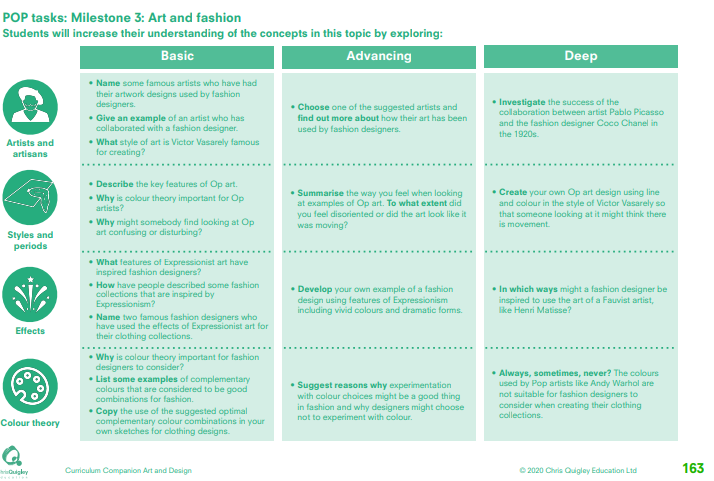 POP tasks: Milestone 3: Art and fashion
Students will increase their understanding of the concepts in this topic by exploring:
Basic
Advancing
Deep
Artists and
artisans
• Name some famous artists who have had
their artwork designs used by fashion
designers.
• Give an example of an artist who has
collaborated with a fashion designer.
• What style of art is Victor Vasarely famous
for creating?
• Choose one of the suggested artists and
find out more about how their art has been
used by fashion designers.
• Investigate the success of the
collaboration between artist Pablo Picasso
and the fashion designer Coco Chanel in
the 1920s.
Styles and
periods
• Describe the key features of Op art.
• Why is colour theory important for Op
artists?
• Why might somebody find looking at Op
art confusing or disturbing?
• Summarise the way you feel when looking
at examples of Op art. To what extent did
you feel disoriented or did the art look like it
was moving?
• Create your own Op art design using line
and colour in the style of Victor Vasarely so
that someone looking at it might think there
is movement.
Effects
• What features of Expressionist art have
inspired fashion designers?
• How have people described some fashion
collections that are inspired by
Expressionism?
• Name two famous fashion designers who
have used the effects of Expressionist art for
their clothing collections.
• Develop your own example of a fashion
design using features of Expressionism
including vivid colours and dramatic forms.
• In which ways might a fashion designer be
inspired to use the art of a Fauvist artist,
like Henri Matisse?
Colour theory
• Why is colour theory important for fashion
designers to consider?
• List some examples of complementary
colours that are considered to be good
combinations for fashion.
• Copy the use of the suggested optimal
complementary colour combinations in your
own sketches for clothing designs.
• Suggest reasons why experimentation
with colour choices might be a good thing
in fashion and why designers might choose
not to experiment with colour.
• Always, sometimes, never? The colours
used by Pop artists like Andy Warhol are
not suitable for fashion designers to
consider when creating their clothing
collections.
hrisQuigley
Curriculum Companion Art and Design
© 2020 Chris Quigley Education Ltd
163